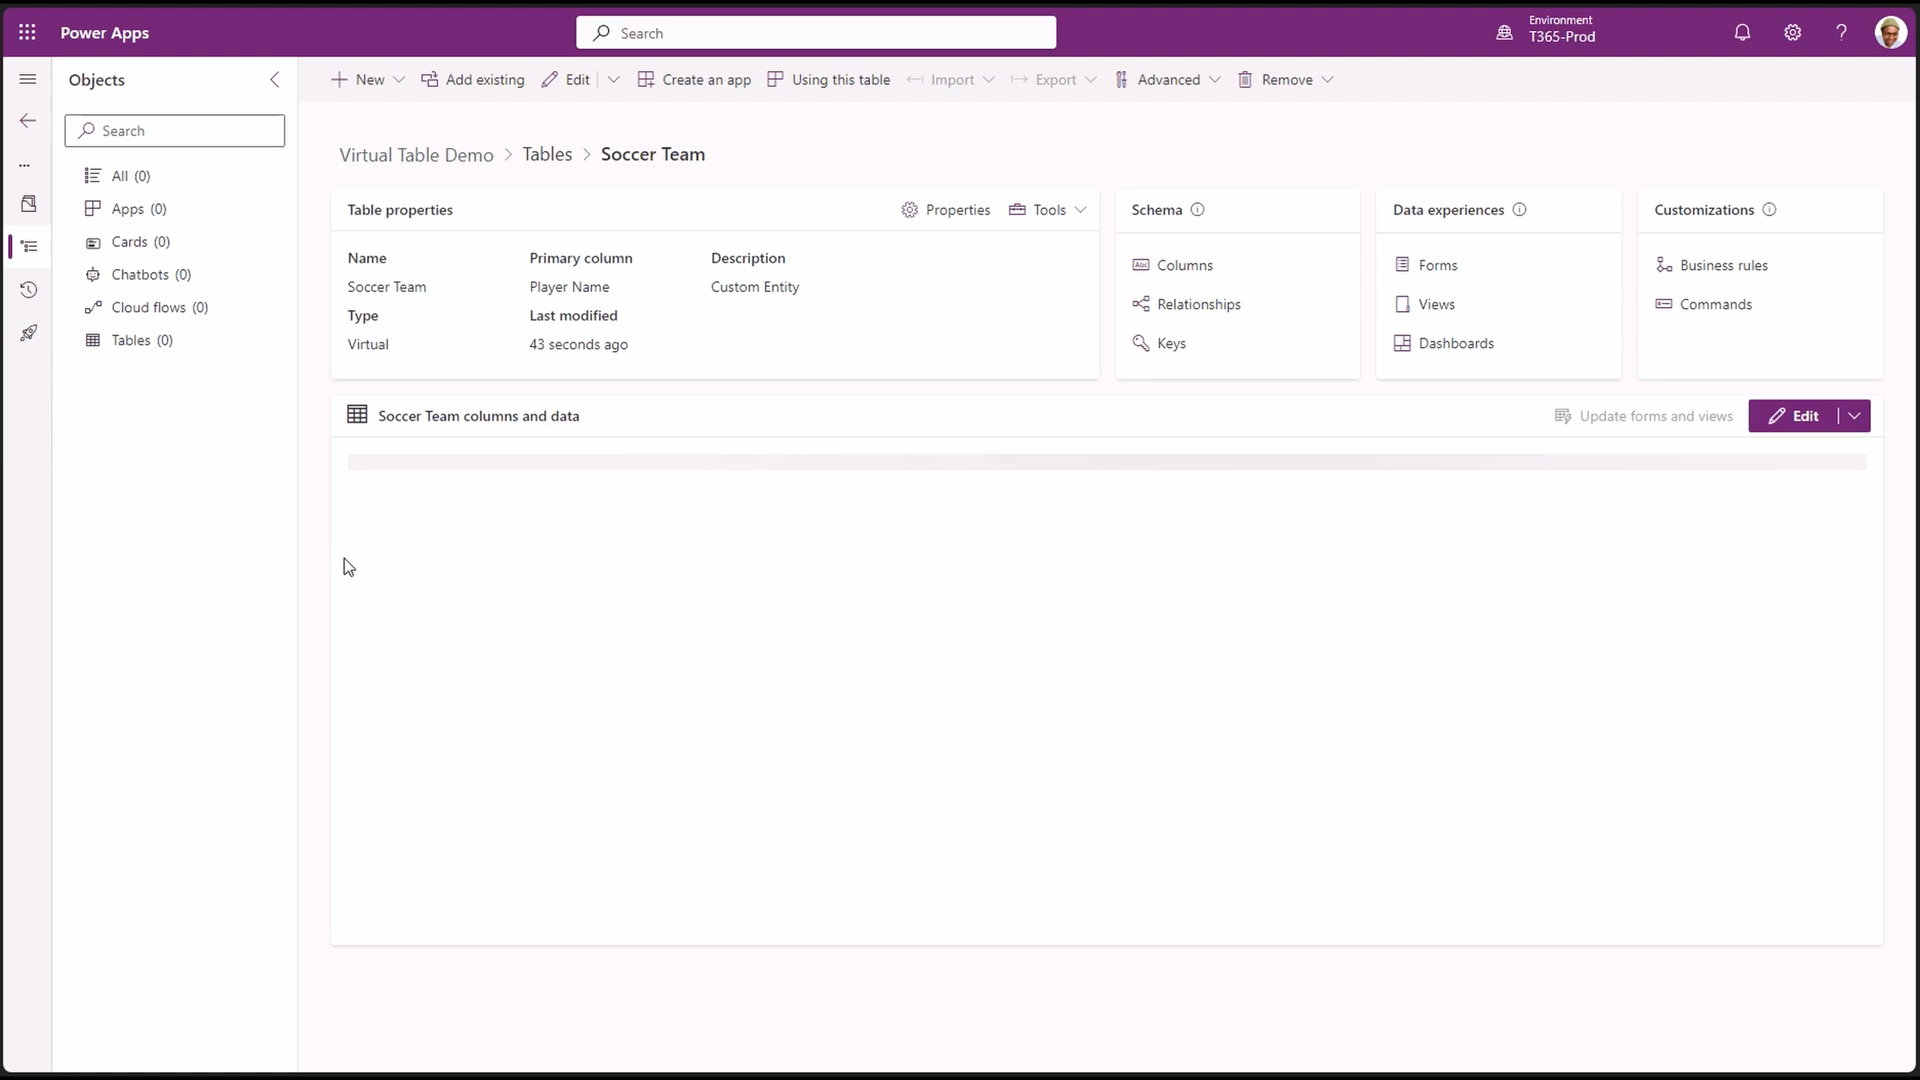 Power Apps
Search
Environment
T365-Prod
Objects
New
Add existing
Edit
Create an app
Using this table
Import
Export
Advanced
Remove
Search
All (0)
Apps (0)
Cards (0)
Chatbots (0)
Cloud flows (0)
Tables (0)
Virtual Table Demo > Tables > Soccer Team
Table properties
Properties
Tools
Name
Primary column
Description
Soccer Team
Player Name
Custom Entity
Type
Last modified
Virtual
43 seconds ago
Schema
Columns
Relationships
Keys
Data experiences
Forms
Views
Dashboards
Customizations
Business rules
Commands
Soccer Team columns and data
Update forms and views
Edit